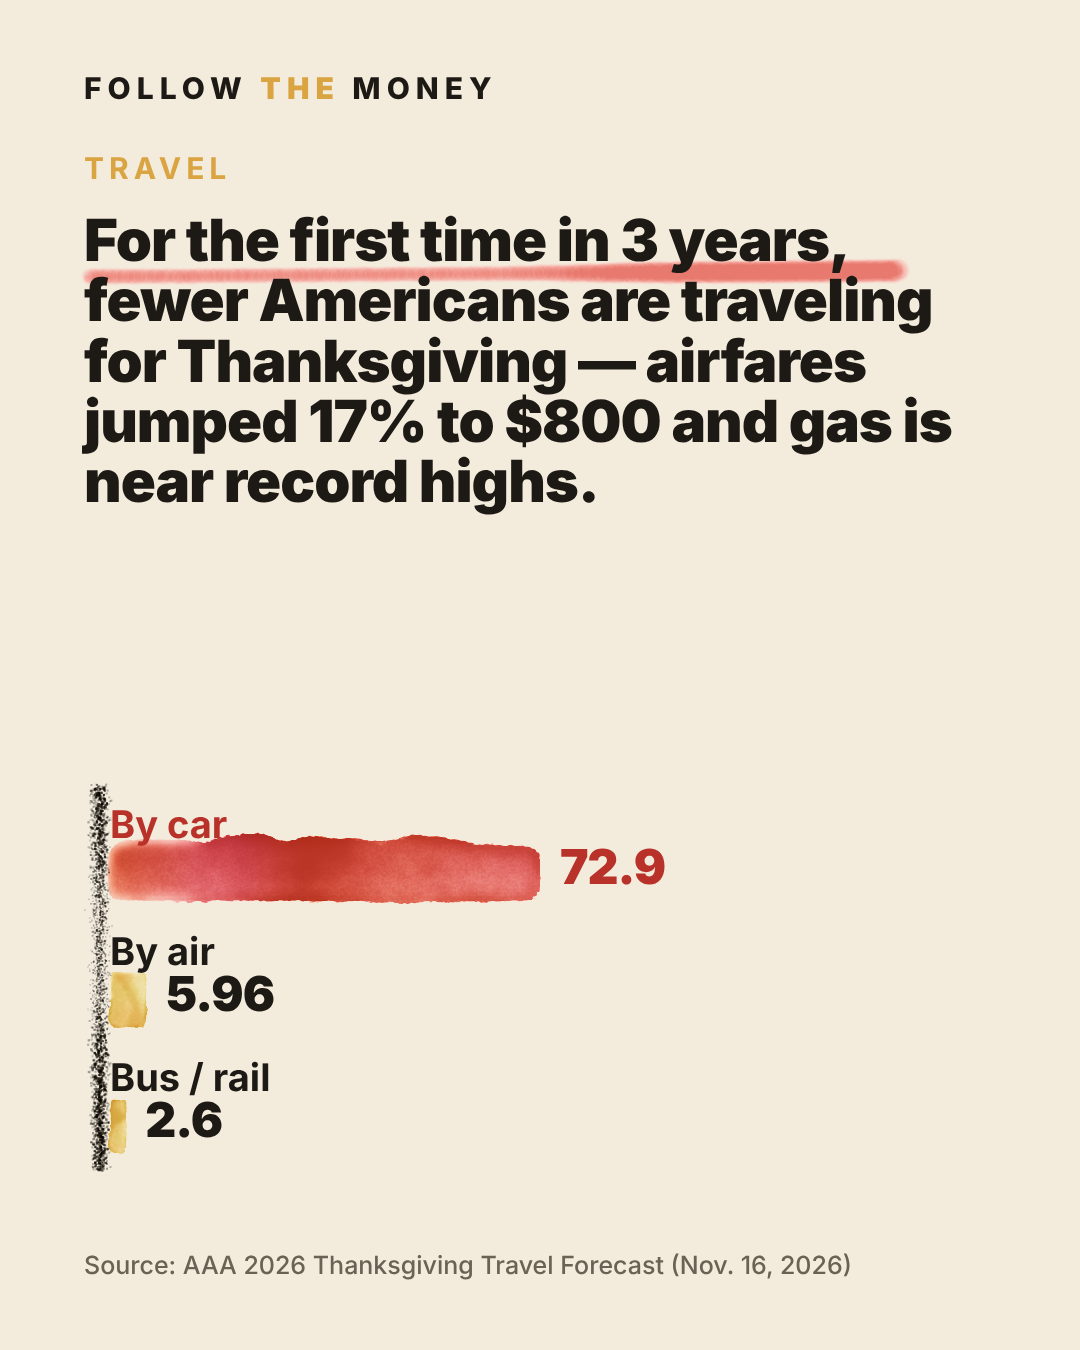 FOLLOW THE MONEY
TRAVEL
For the first time in 3 years,
fewer Americans are traveling
for Thanksgiving — airfares
jumped 17% to $800 and gas is
near record highs.
By car
72.9
By air
5.96
Bus / rail
2.6
Source: AAA 2026 Thanksgiving Travel Forecast (Nov. 16, 2026)